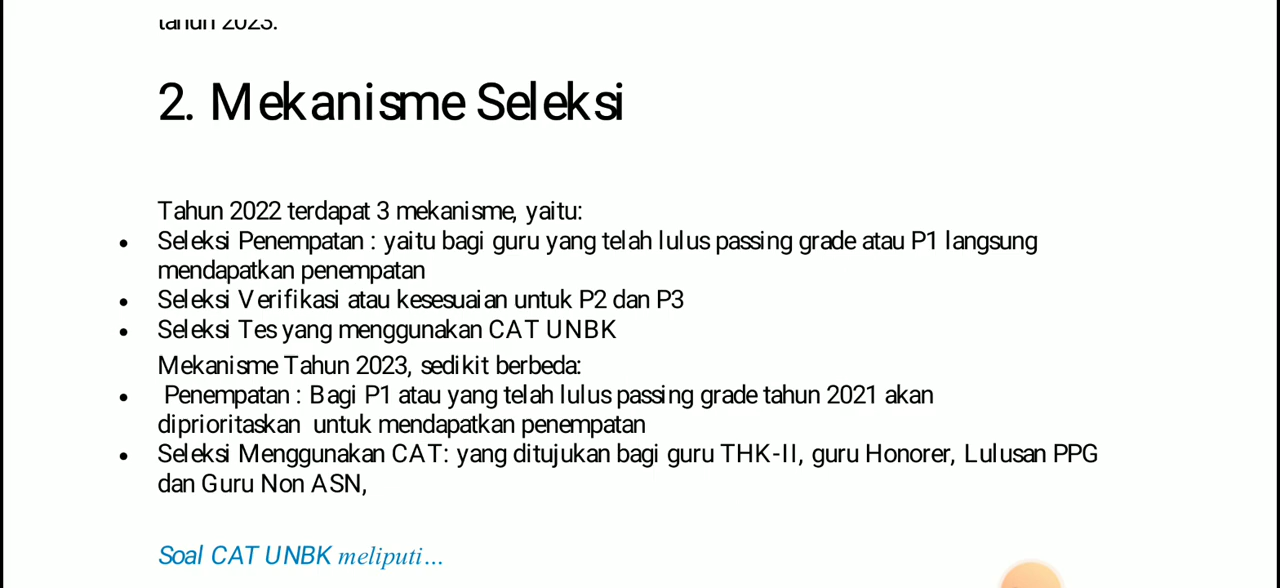 tahun 2023.
2. Mekanisme Seleksi
Tahun 2022 terdapat 3 mekanisme, yaitu:
• Seleksi Penempatan : yaitu bagi guru yang telah lulus passing grade atau P1 langsung
mendapatkan penempatan
• Seleksi Verifikasi atau kesesuaian untuk P2 dan P3
• Seleksi Tes yang menggunakan CAT UNBK
Mekanisme Tahun 2023, sedikit berbeda:
• Penempatan : Bagi P1 atau yang telah lulus passing grade tahun 2021 akan
diprioritaskan untuk mendapatkan penempatan
• Seleksi Menggunakan CAT: yang ditujukan bagi guru THK-II, guru Honorer, Lulusan PPG
dan Guru Non ASN,
Soal CAT UNBK meliputi...